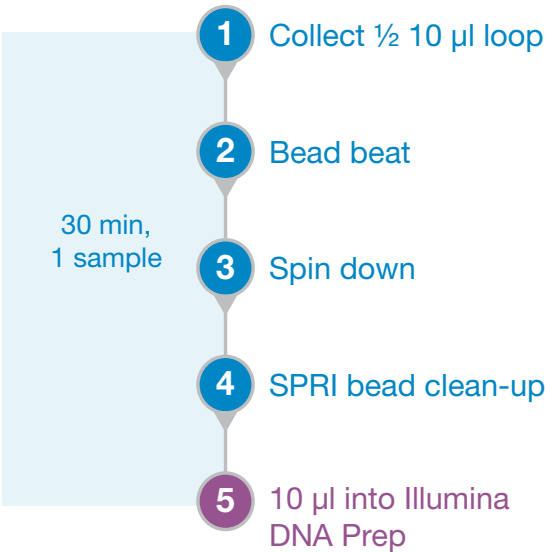 1 Collect ½ 10 µl loop
2 Bead beat
30 min,
1 sample
3 Spin down
4 SPRI bead clean-up
5 10 µl into Illumina
DNA Prep